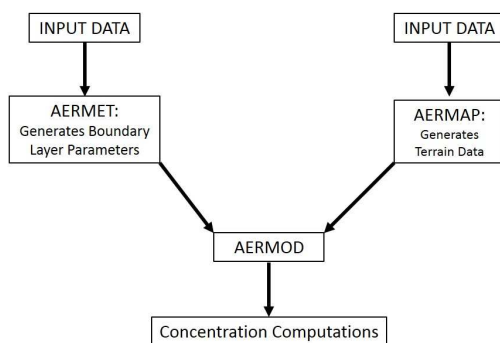 INPUT DATA
INPUT DATA
AERMET:
Generates Boundary
Layer Parameters
AERMAP:
Generates
Terrain Data
AERMOD
Concentration Computations